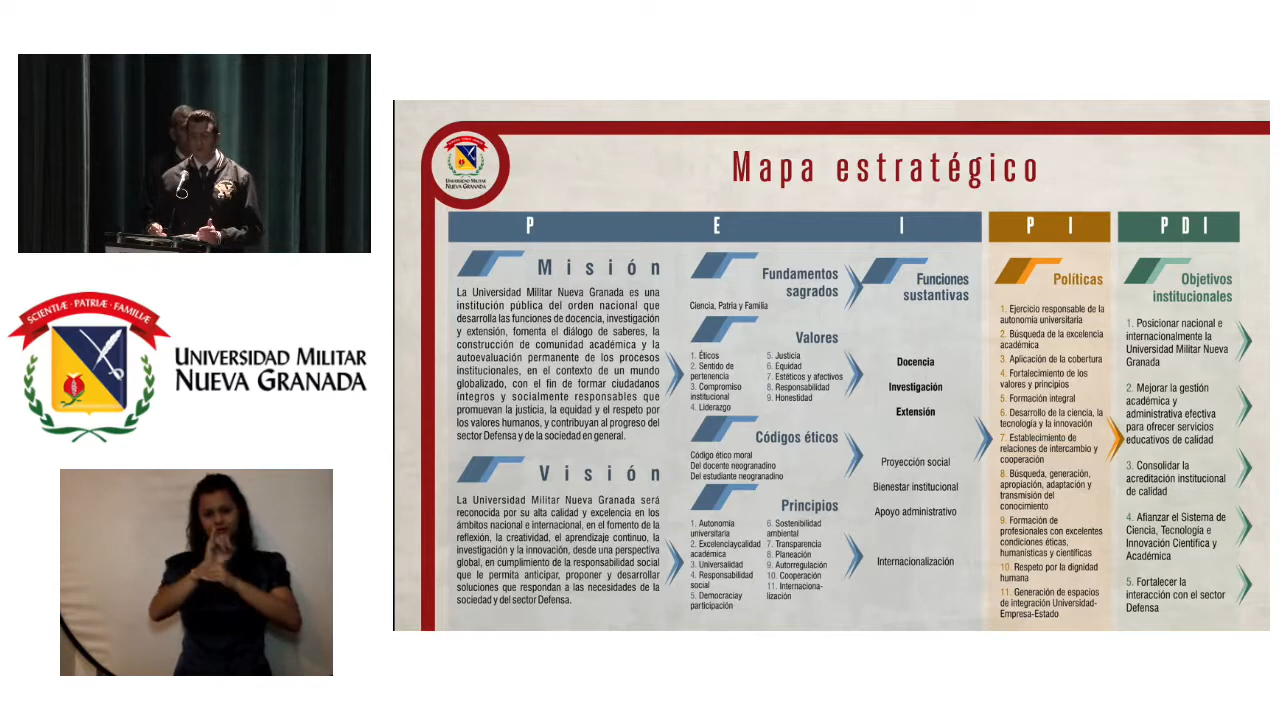 SCIENTIÆ - PATRIÆ - FAMILIÆ
UNIVERSIDAD MILITAR
NUEVA GRANADA
UNIVERSIDAD MILITAR
NUEVA GRANADA
Mapa estratégico
P E I
Misión
La Universidad Militar Nueva Granada es una
institución pública del orden nacional que
desarrolla las funciones de docencia, investigación
y extensión, fomenta el diálogo de saberes, la
construcción de comunidad académica y la
autoevaluación permanente de los procesos
institucionales, en el contexto de un mundo
globalizado, con el fin de formar ciudadanos
íntegros y socialmente responsables que
promuevan la justicia, la equidad y el respeto por
los valores humanos, y contribuyan al progreso del
sector Defensa y de la sociedad en general.
Visión
La Universidad Militar Nueva Granada será
reconocida por su alta calidad y excelencia en los
ámbitos nacional e internacional, en el fomento de la
reflexión, la creatividad, el aprendizaje continuo, la
investigación y la innovación, desde una perspectiva
global, en cumplimiento de la responsabilidad social
que le permita anticipar, proponer y desarrollar
soluciones que respondan a las necesidades de la
sociedad y del sector Defensa.
Fundamentos
sagrados
Ciencia, Patria y Familia
Valores
1. Éticos
2. Sentido de
pertenencia
3. Compromiso
institucional
4. Liderazgo
5. Justicia
6. Equidad
7. Estéticos y afectivos
8. Responsabilidad
9. Honestidad
Códigos éticos
Código ético moral
Del docente neogranadino
Del estudiante neogranadino
Principios
1. Autonomía
universitaria
2. Excelenciaycalidad
académica
3. Universalidad
4. Responsabilidad
social
5. Democraciay
participación
6. Sostenibilidad
ambiental
7. Transparencia
8. Planeación
9. Autorregulación
10. Cooperación
11. Internaciona-
lización
Funciones
sustantivas
Docencia
Investigación
Extensión
Proyección social
Bienestar institucional
Apoyo administrativo
Internacionalización
P I
Políticas
1. Ejercicio responsable de la
autonomía universitaria
2. Búsqueda de la excelencia
académica
3. Aplicación de la cobertura
4. Fortalecimiento de los
valores y principios
5. Formación integral
6. Desarrollo de la ciencia, la
tecnología y la innovación
7. Establecimiento de
relaciones de intercambio y
cooperación
8. Búsqueda, generación,
apropiación, adaptación y
transmisión del
conocimiento
9. Formación de
profesionales con excelentes
condiciones éticas,
humanísticas y científicas
10. Respeto por la dignidad
humana
11. Generación de espacios
de integración Universidad-
Empresa-Estado
P D I
Objetivos
institucionales
1. Posicionar nacional e
internacionalmente la
Universidad Militar Nueva
Granada
2. Mejorar la gestión
académica y
administrativa efectiva
para ofrecer servicios
educativos de calidad
3. Consolidar la
acreditación institucional
de calidad
4. Afianzar el Sistema de
Ciencia, Tecnología e
Innovación Científica y
Académica
5. Fortalecer la
interacción con el sector
Defensa